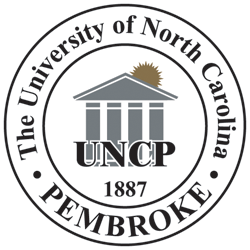 The University of North Carolina
UNCP
1887
• PEMBROKE •